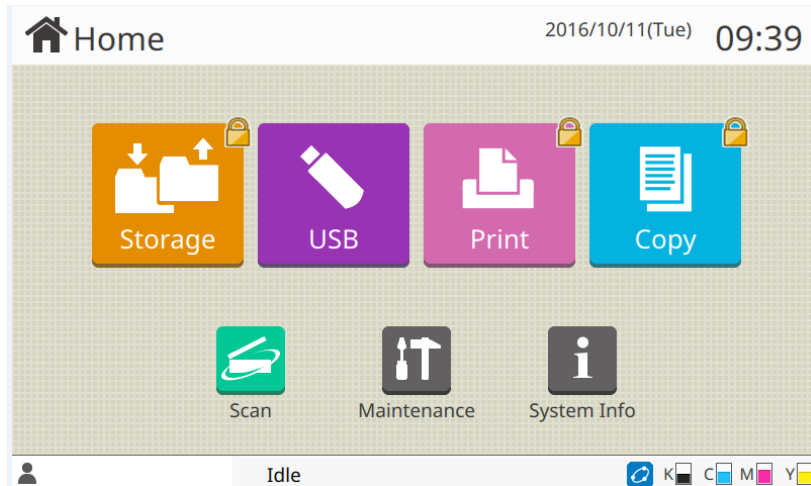 Home
2016/10/11(Tue)
09:39
Storage
USB
Print
Copy
Scan
Maintenance
System Info
Idle
K
C
M
Y